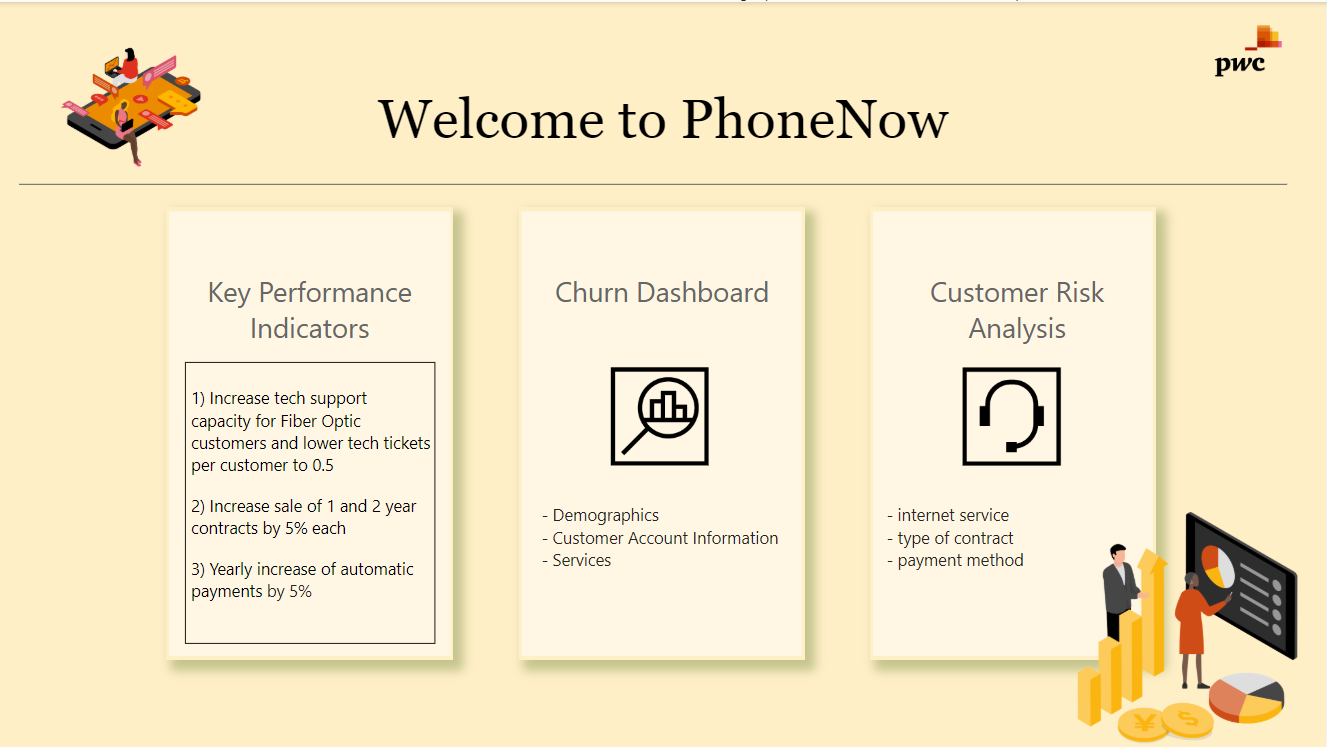 pwc
Welcome to PhoneNow
Key Performance
Indicators
1) Increase tech support
capacity for Fiber Optic
customers and lower tech tickets
per customer to 0.5
2) Increase sale of 1 and 2 year
contracts by 5% each
3) Yearly increase of automatic
payments by 5%
Churn Dashboard
- Demographics
- Customer Account Information
- Services
Customer Risk
Analysis
- internet service
- type of contract
- payment method
¥
$